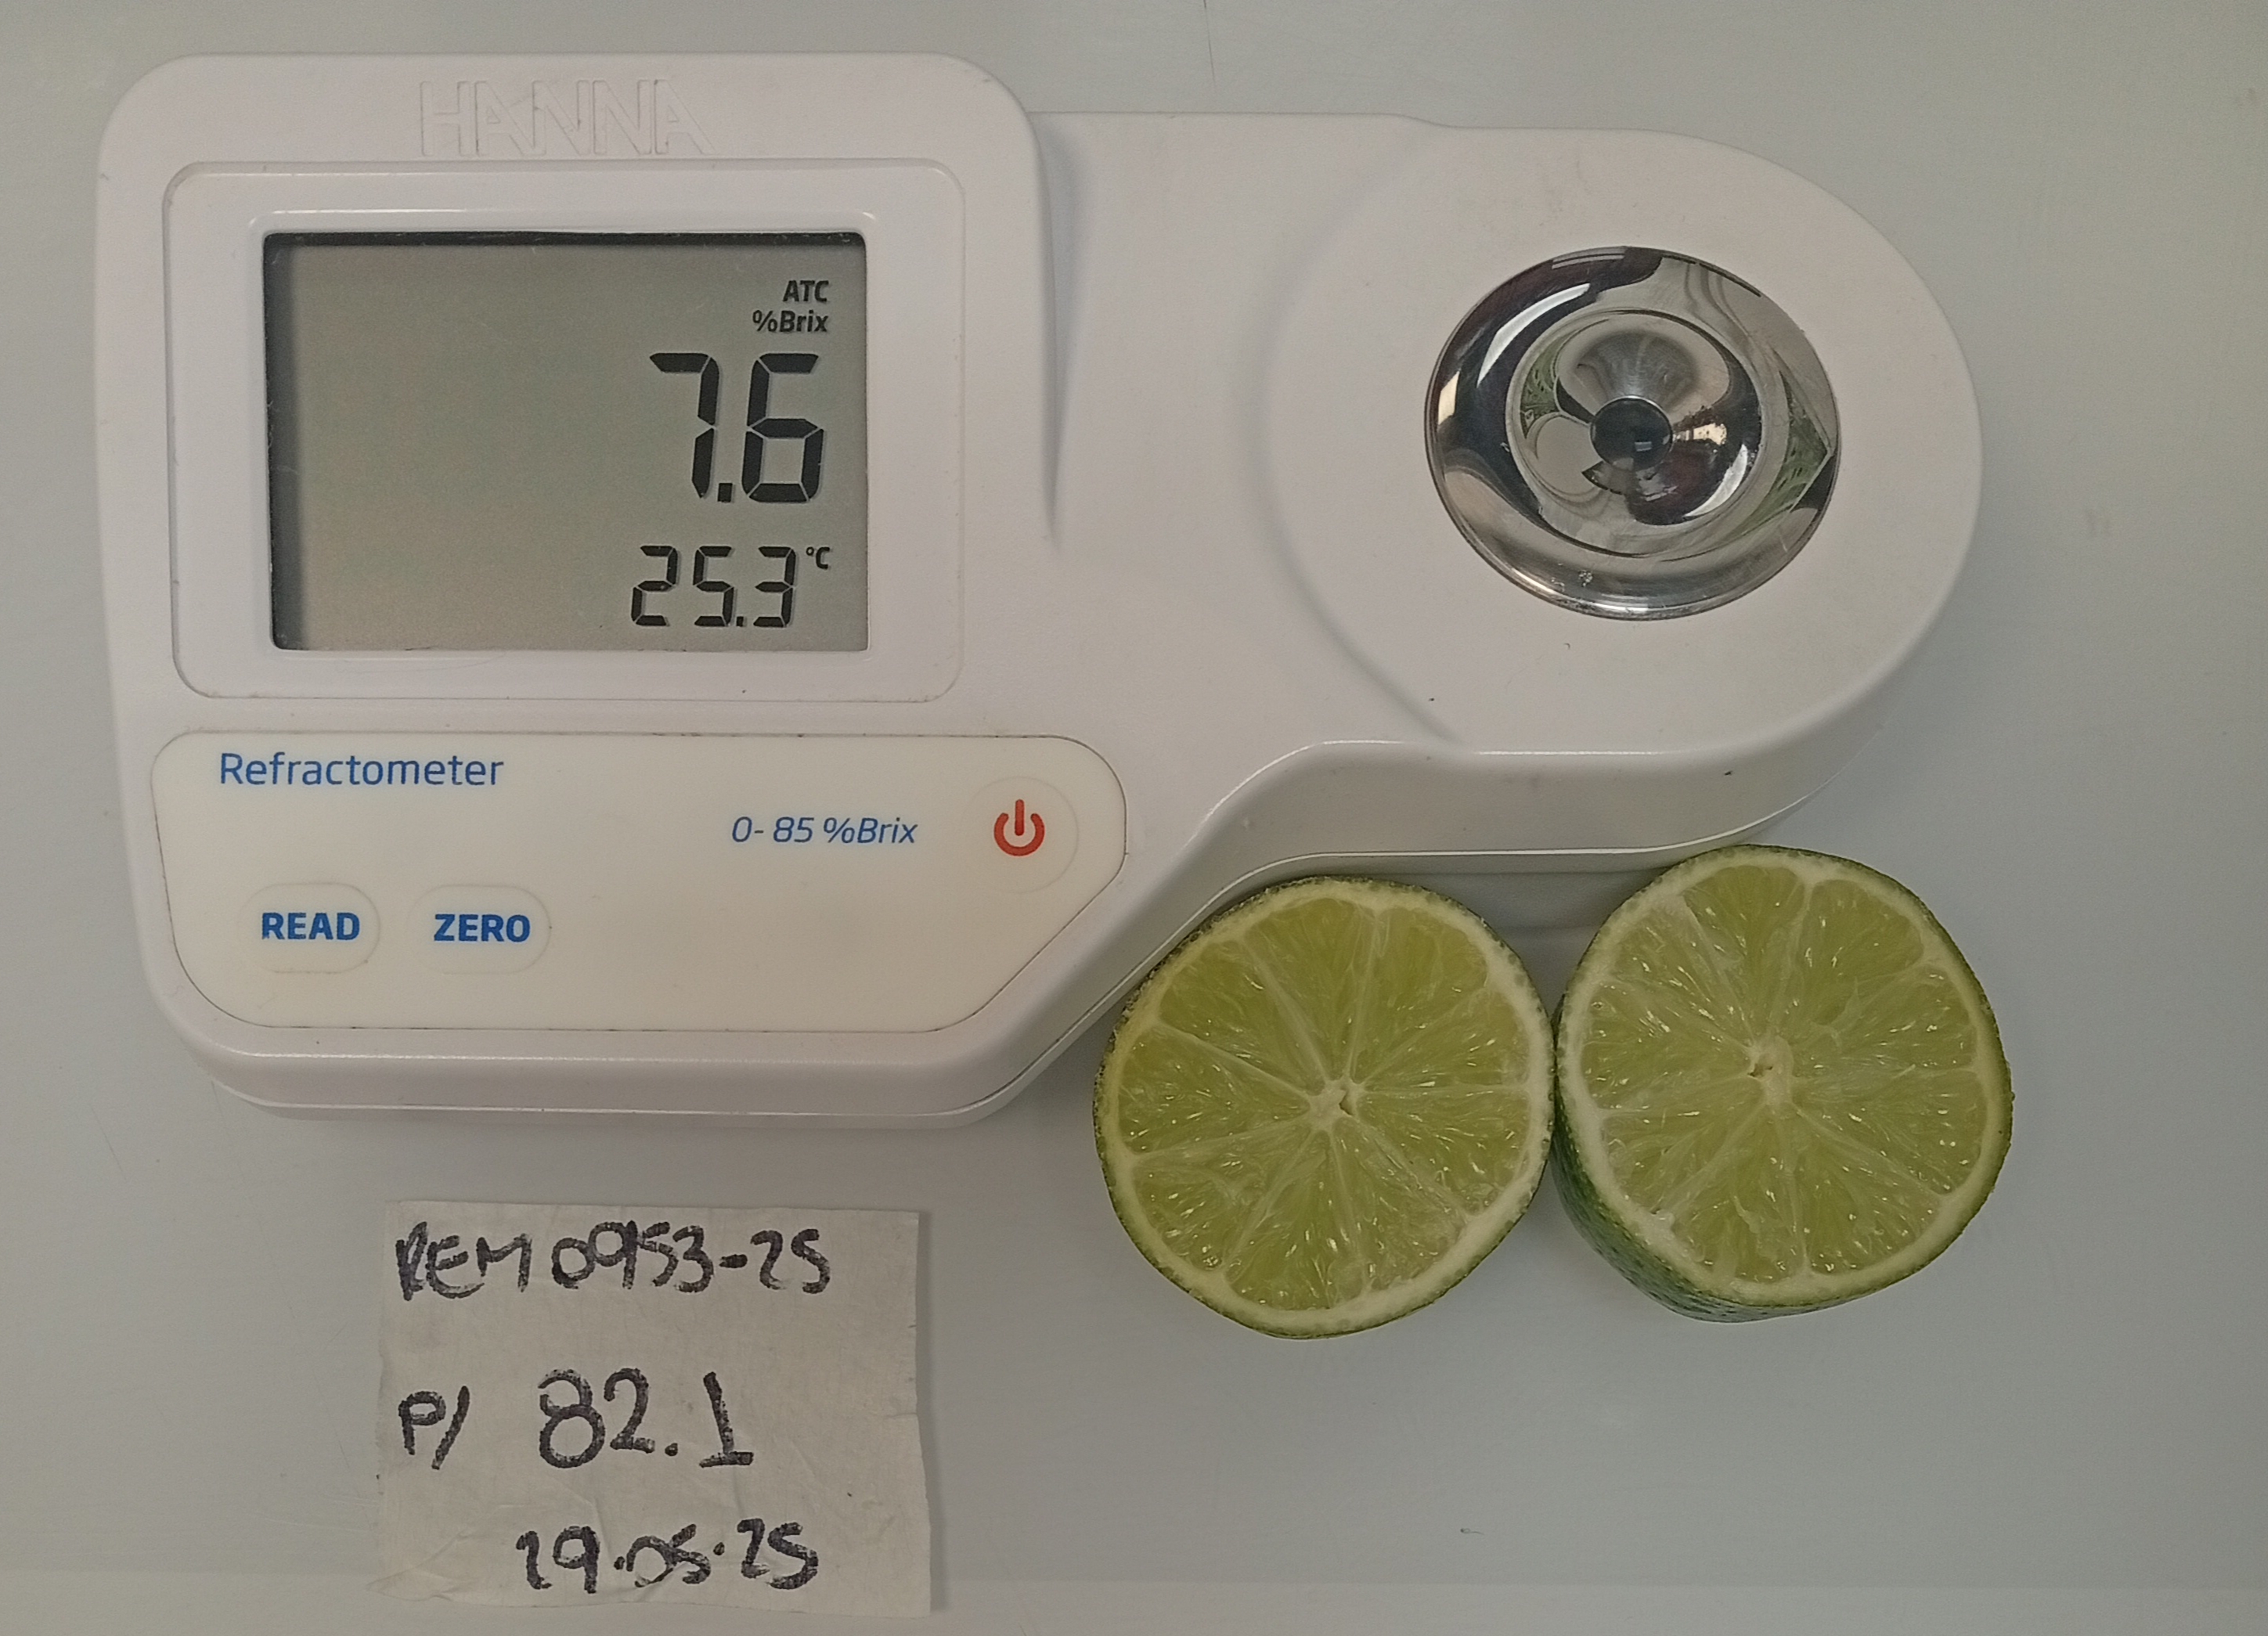 HANNA
ATC
%Brix
7.6
25.3 °C
Refractometer
0-85 %Brix
READ ZERO
REM 0953-25
P/ 82.1
29.05.25